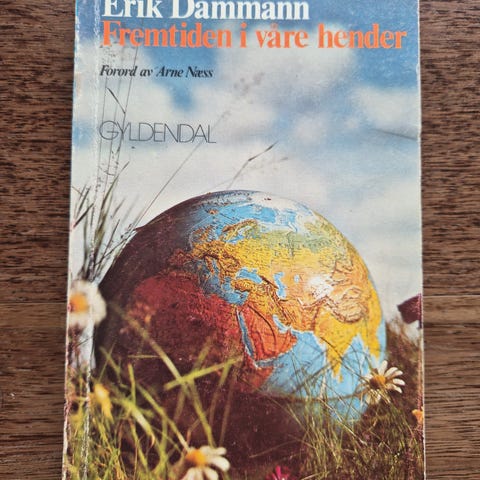 Erik Dammann
Fremtiden i våre hender
Forord av Arne Næss
GYLDENDAL